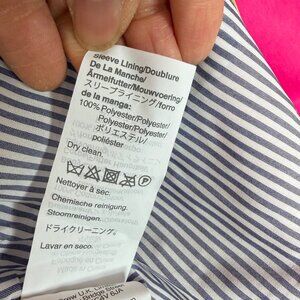 sleeve Lining/Doublure
De La Manche/
Ärmelfutter/Mouwvoering/
スリーブライニング/forro
de la manga:
100% Polyester/Polyester/
Polyester/Polyester/
ポリエステル/
poliéster
Dry clean.
Nettoyer à sec.
Chemische reinigung.
Stoomreinigen.
ドライクリーニング。
Lavar en seco.